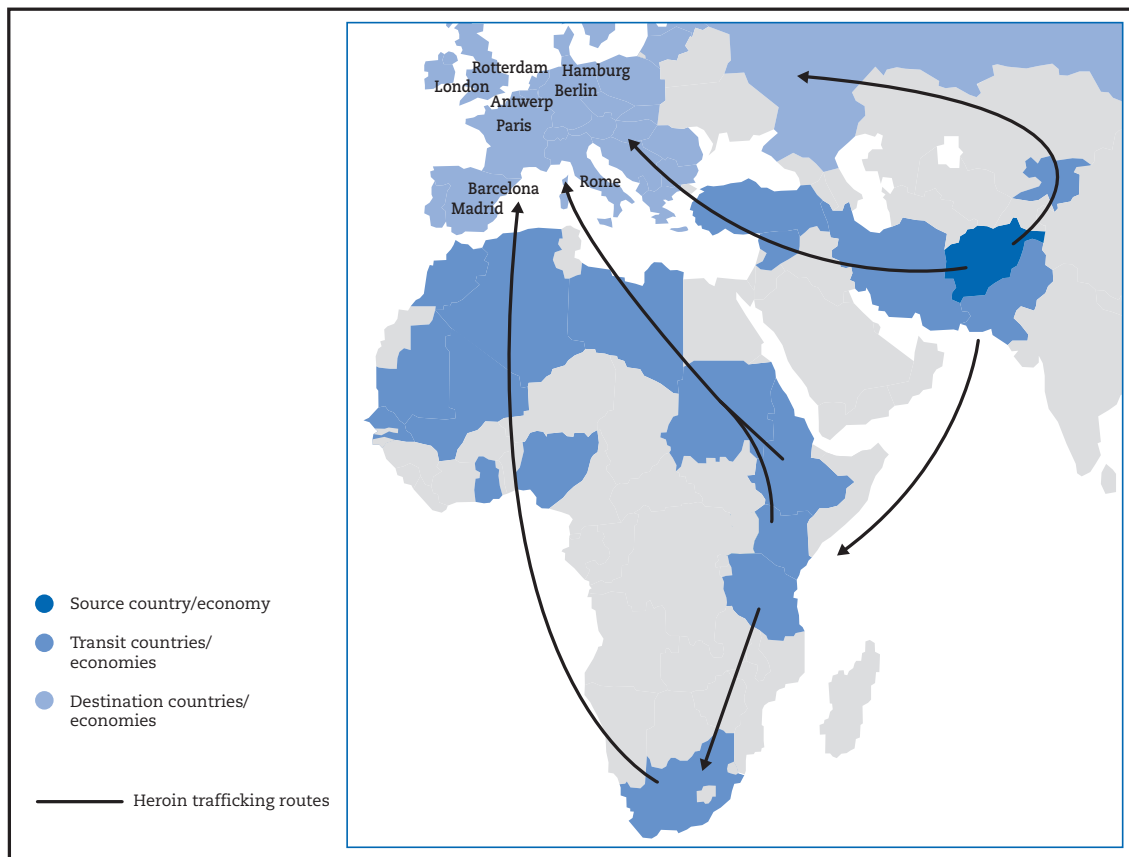 Rotterdam
Hamburg
London
Berlin
Antwerp
Paris
Barcelona
Rome
Madrid
Source country/economy
Transit countries/
economies
Destination countries/
economies
Heroin trafficking routes